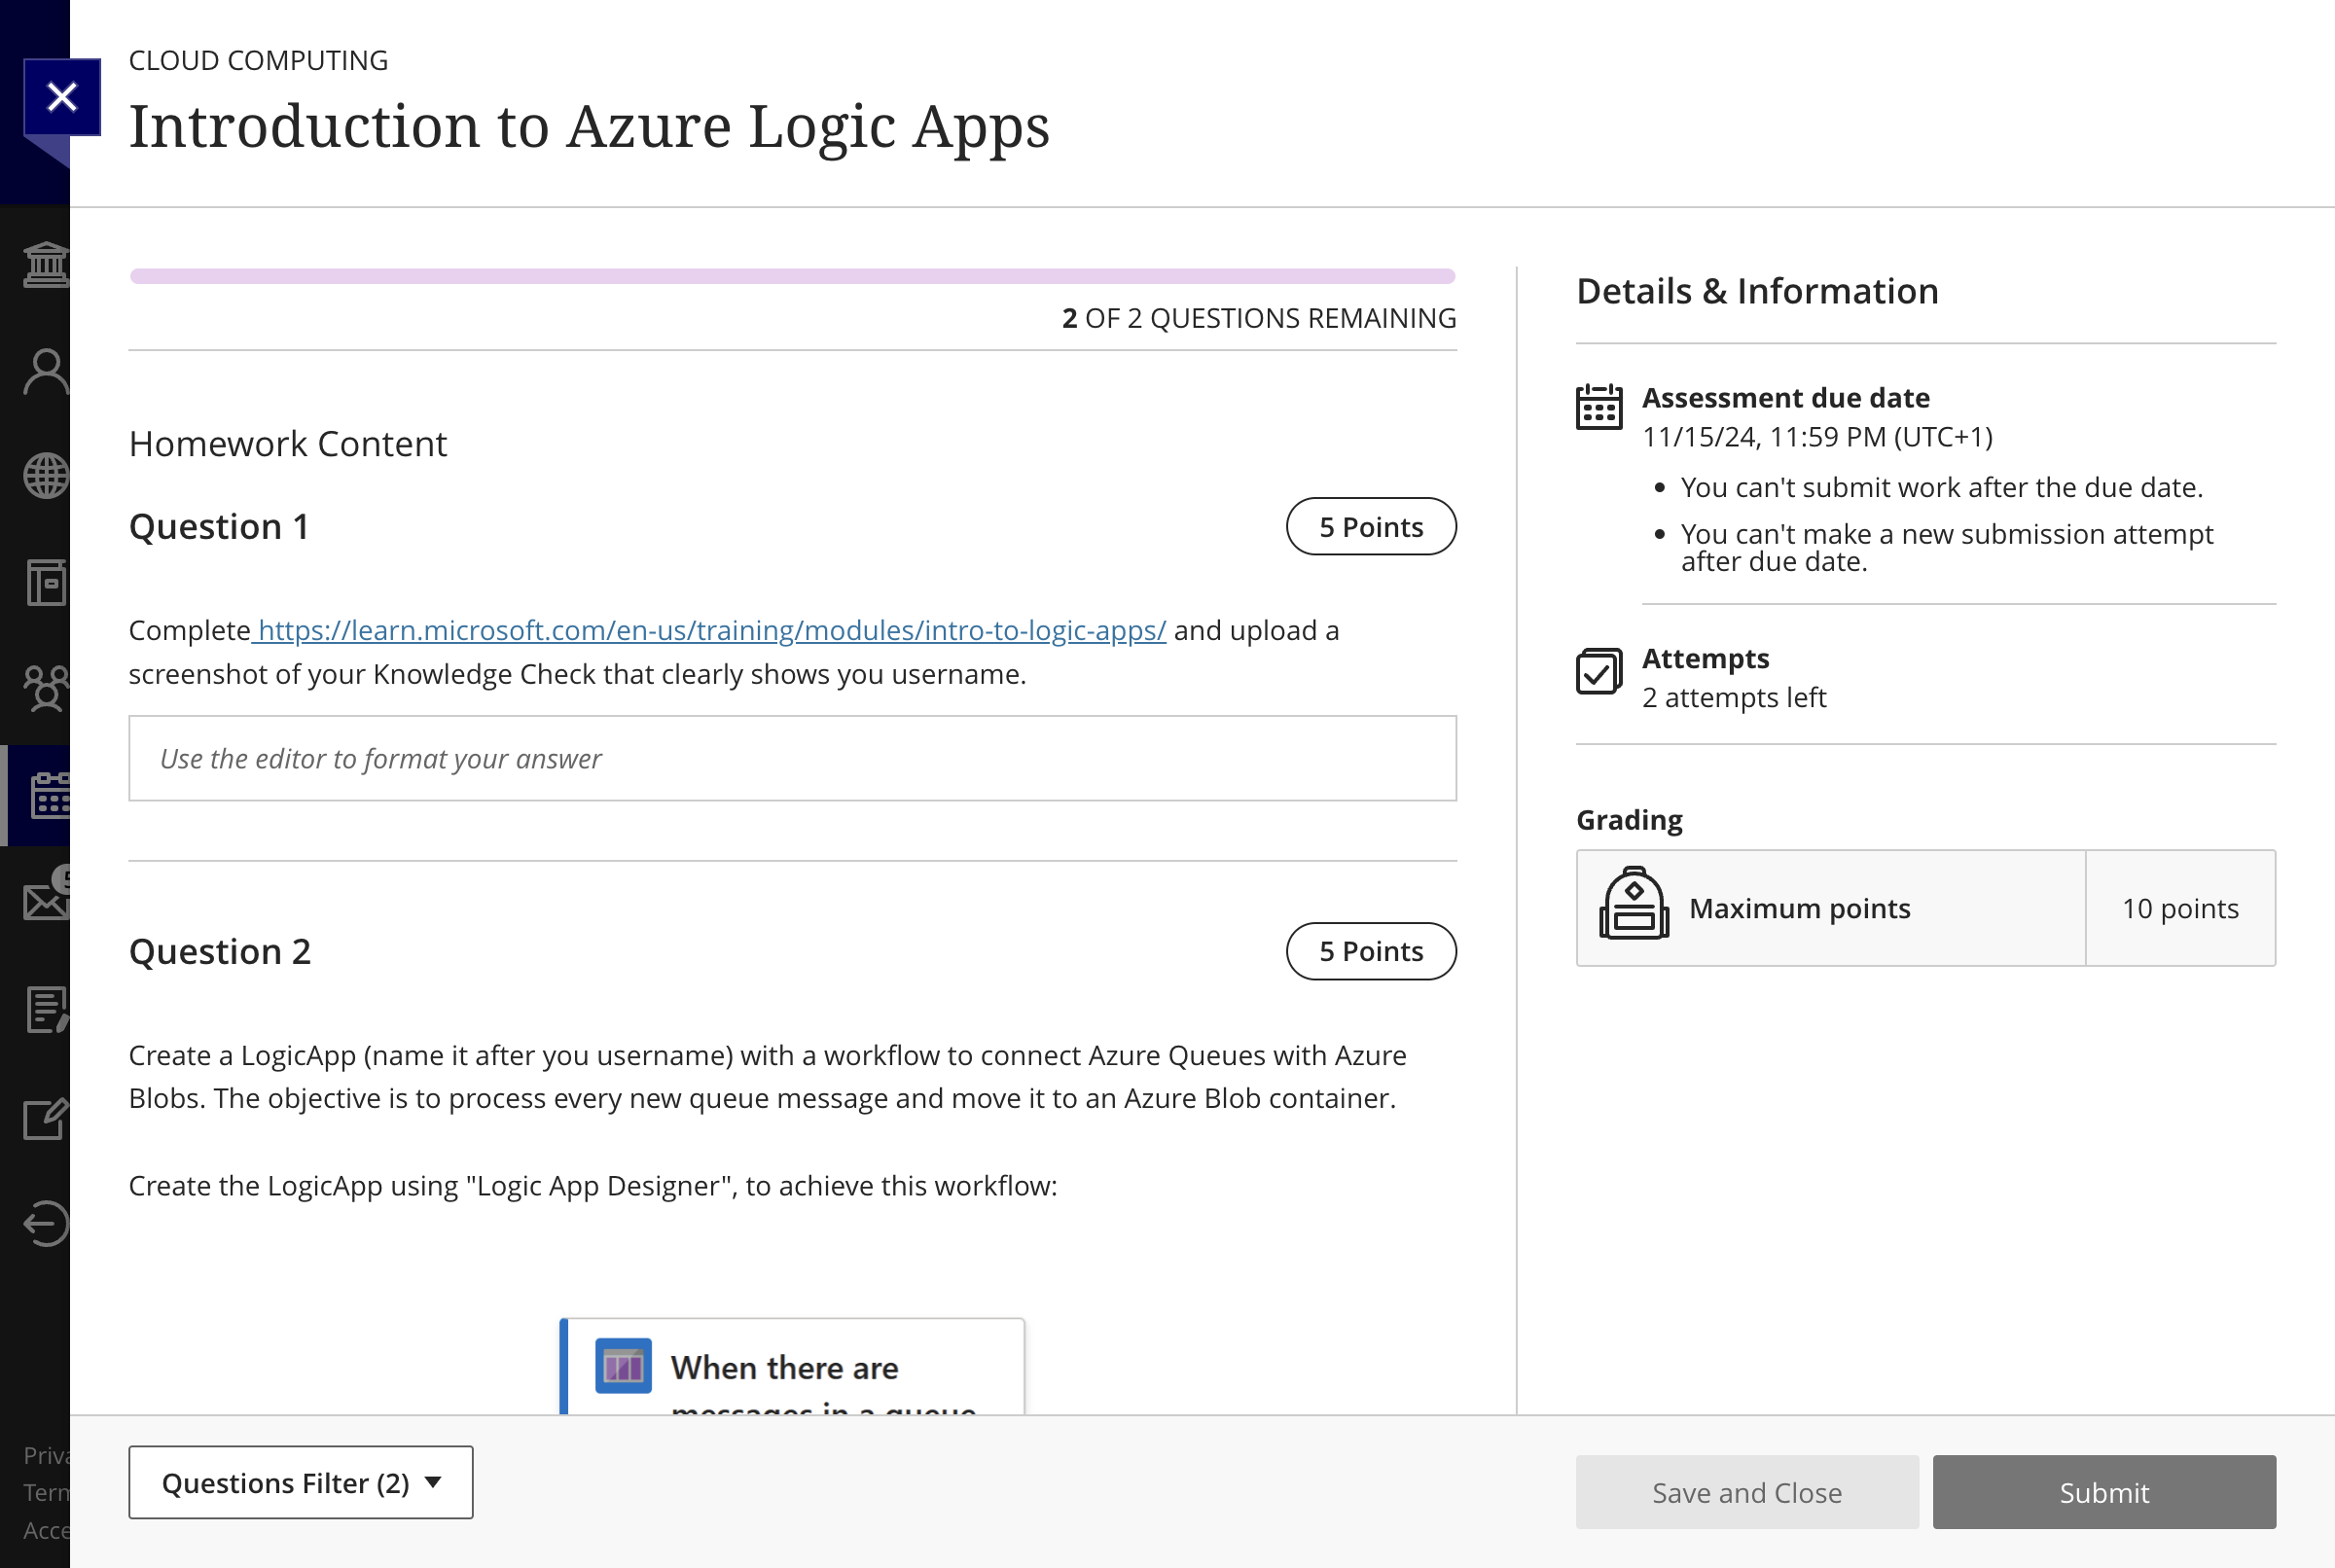 CLOUD COMPUTING
Introduction to Azure Logic Apps
2 OF 2 QUESTIONS REMAINING
Homework Content
Question 1
5 Points
Complete https://learn.microsoft.com/en-us/training/modules/intro-to-logic-apps/ and upload a
screenshot of your Knowledge Check that clearly shows you username.
Use the editor to format your answer
Question 2
5 Points
Create a LogicApp (name it after you username) with a workflow to connect Azure Queues with Azure
Blobs. The objective is to process every new queue message and move it to an Azure Blob container.
Create the LogicApp using "Logic App Designer", to achieve this workflow:
When there are
messages in a queue
Details & Information
Assessment due date
11/15/24, 11:59 PM (UTC+1)
• You can't submit work after the due date.
• You can't make a new submission attempt
after due date.
Attempts
2 attempts left
Grading
Maximum points
10 points
Questions Filter (2)
Save and Close
Submit